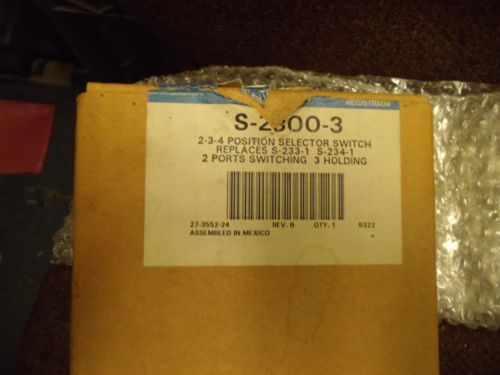 REGISTRADA
S-2300-3
2-3-4 POSITION SELECTOR SWITCH
REPLACES S-233-1 S-234-1
2 PORTS SWITCHING 3 HOLDING
27-3552-24 REV. B QTY. 1 9322
ASSEMBLED IN MEXICO